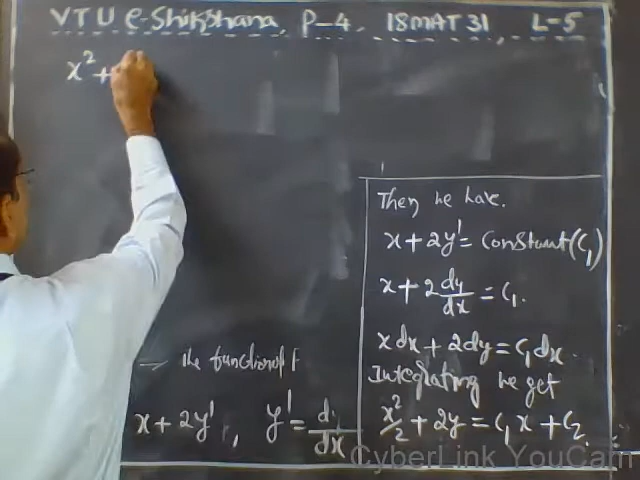 VTU e-Shikshana, P-4, 18MAT31, L-5
x² +
→ The function of F
x + 2y' , y' = dy/dx
Then we have.
x + 2y' = constant (C₁)
x + 2 dy/dx = C₁.
x dx + 2dy = C₁ dx.
Integrating we get
x²/2 + 2y = C₁x + C₂.
CyberLink YouCam